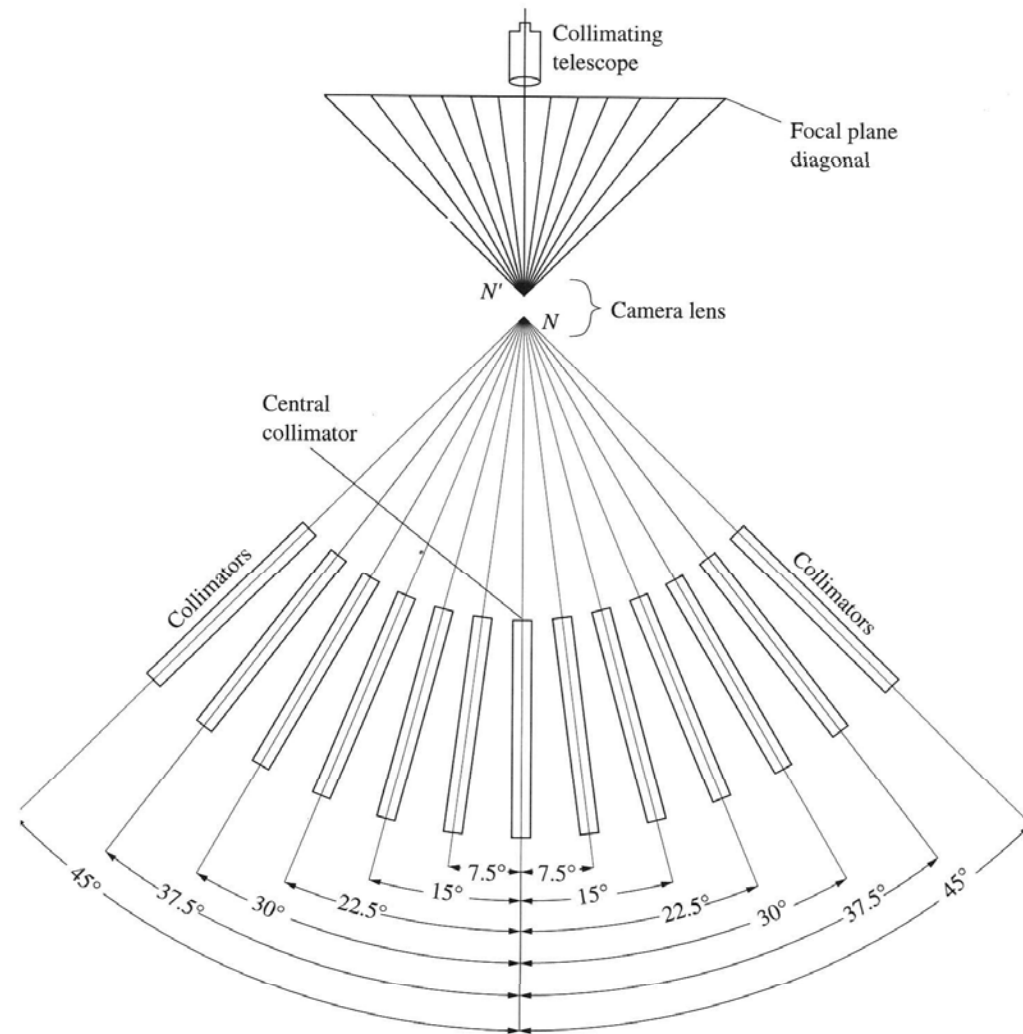 Collimating
telescope
Focal plane
diagonal
N'
Camera lens
N
Central
collimator
Collimators
Collimators
7.5° 7.5°
15° 15°
22.5° 22.5°
30° 30°
37.5° 37.5°
45° 45°